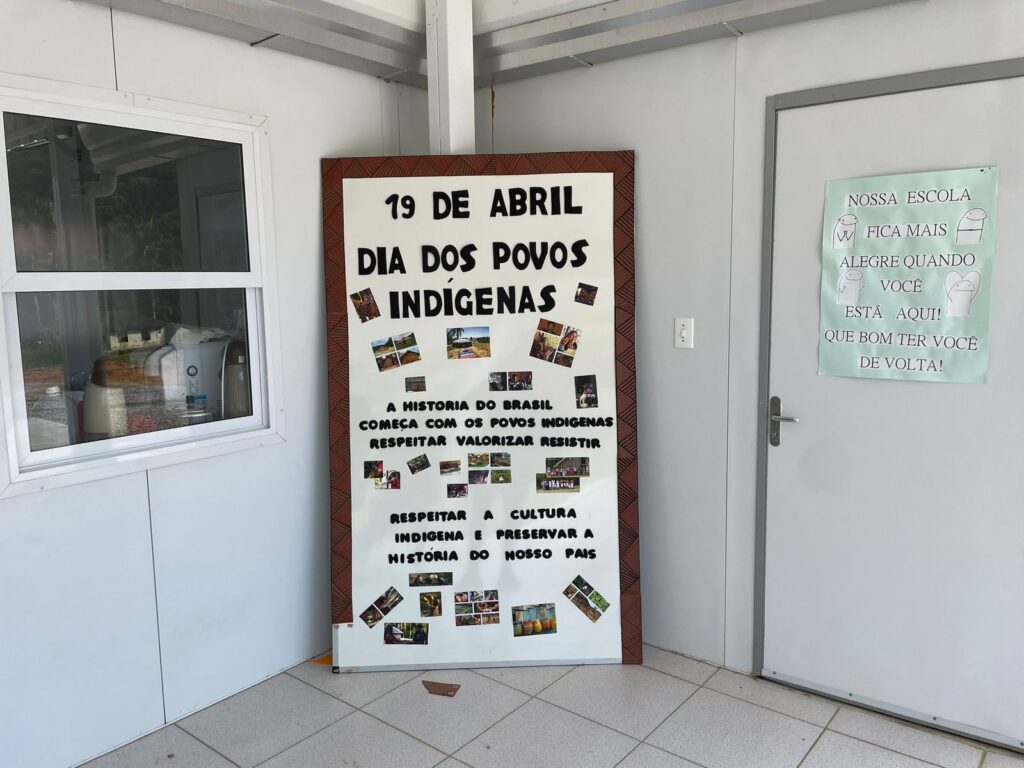 19 DE ABRIL
DIA DOS POVOS
INDÍGENAS
A HISTORIA DO BRASIL
COMEÇA COM OS POVOS INDIGENAS
RESPEITAR VALORIZAR RESISTIR
RESPEITAR A CULTURA
INDIGENA E PRESERVAR A
HISTÓRIA DO NOSSO PAIS
NOSSA ESCOLA
FICA MAIS
ALEGRE QUANDO
VOCÊ
ESTÁ AQUI!
QUE BOM TER VOCÊ
DE VOLTA!